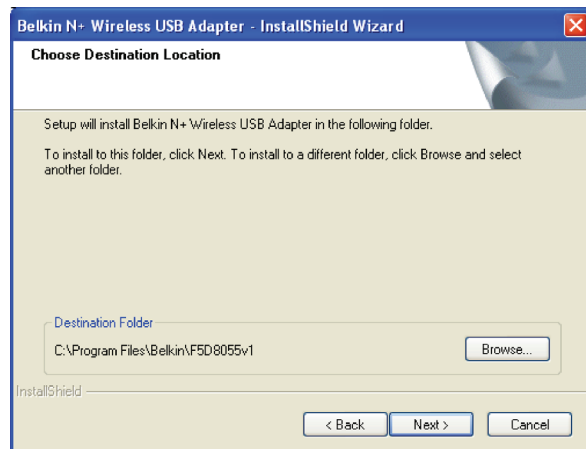 Belkin N+ Wireless USB Adapter - InstallShield Wizard
Choose Destination Location
Setup will install Belkin N+ Wireless USB Adapter in the following folder.
To install to this folder, click Next. To install to a different folder, click Browse and select
another folder.
Destination Folder
C:\Program Files\Belkin\F5D8055v1
Browse...
InstallShield
< Back
Next >
Cancel